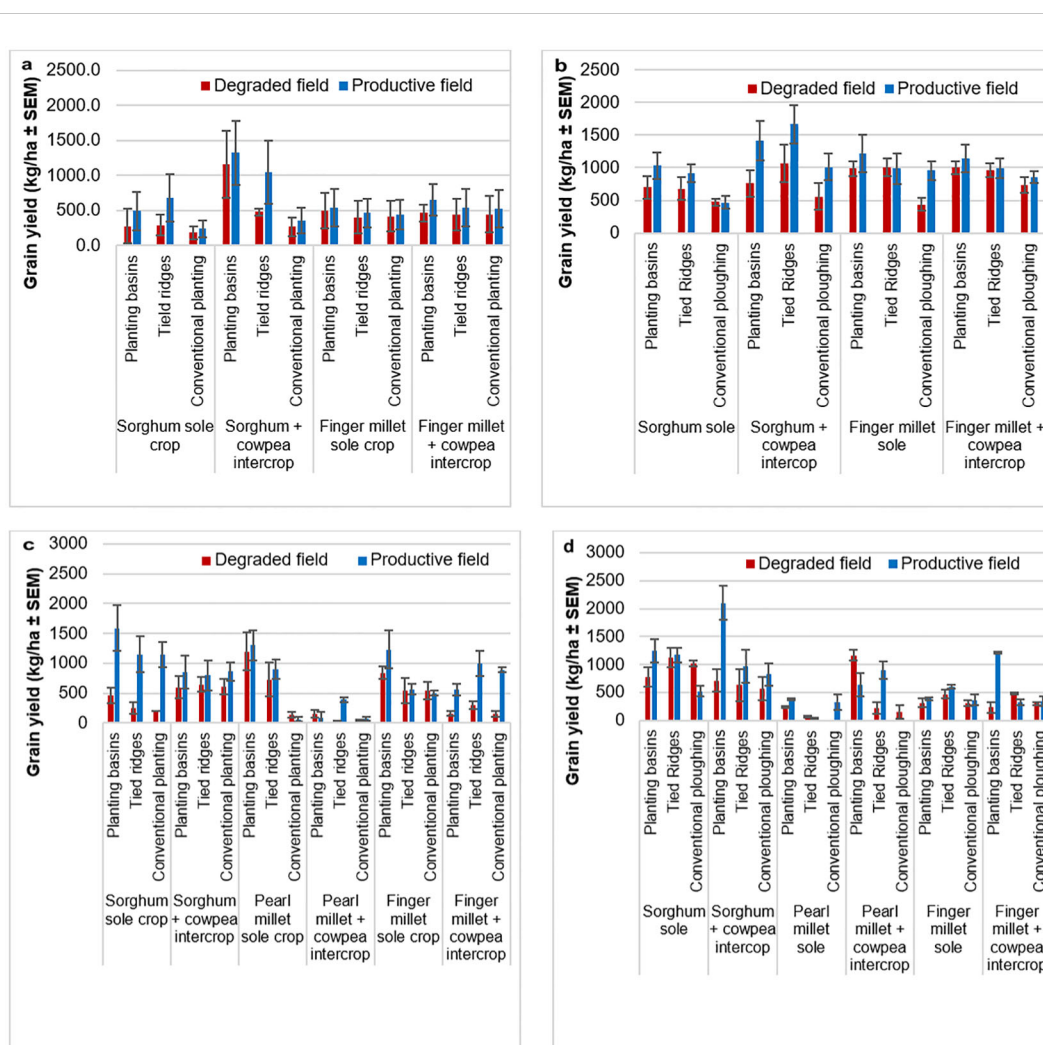 a
Grain yield (kg/ha ± SEM)
2500.0
2000.0
1500.0
1000.0
500.0
0.0
Degraded field Productive field
Planting basins
Tield ridges
Conventional planting
Planting basins
Tield ridges
Conventional planting
Planting basins
Tield ridges
Conventional planting
Planting basins
Tield ridges
Conventional planting
Sorghum sole
crop
Sorghum +
cowpea
intercrop
Finger millet
sole crop
Finger millet
+ cowpea
intercrop
b
Grain yield (kg/ha ± SEM)
2500
2000
1500
1000
500
0
Degraded field Productive field
Planting basins
Tied Ridges
Conventional ploughing
Planting basins
Tied Ridges
Conventional ploughing
Planting basins
Tied Ridges
Conventional ploughing
Planting basins
Tied Ridges
Conventional ploughing
Sorghum sole
Sorghum +
cowpea
intercrop
Finger millet
sole
Finger millet +
cowpea
intercrop
c
Grain yield (kg/ha ± SEM)
3000
2500
2000
1500
1000
500
0
Degraded field Productive field
Planting basins
Tied ridges
Conventional planting
Planting basins
Tied ridges
Conventional planting
Planting basins
Tied ridges
Conventional planting
Planting basins
Tied ridges
Conventional planting
Planting basins
Tied ridges
Conventional planting
Planting basins
Tied ridges
Conventional planting
Sorghum
sole crop
Sorghum
+ cowpea
intercrop
Pearl
millet
sole crop
Pearl
millet +
cowpea
intercrop
Finger
millet
sole crop
Finger
millet +
cowpea
intercrop
d
Grain yield (kg/ha ± SEM)
3000
2500
2000
1500
1000
500
0
Degraded field Productive field
Planting basins
Tied Ridges
Conventional ploughing
Planting basins
Tied Ridges
Conventional ploughing
Planting basins
Tied Ridges
Conventional ploughing
Planting basins
Tied Ridges
Conventional ploughing
Planting basins
Tied Ridges
Conventional ploughing
Planting basins
Tied Ridges
Conventional ploughing
Sorghum
sole
Sorghum
+ cowpea
intercop
Pearl
millet
sole
Pearl
millet +
cowpea
intercrop
Finger
millet
sole
Finger
millet +
cowpea
intercrop